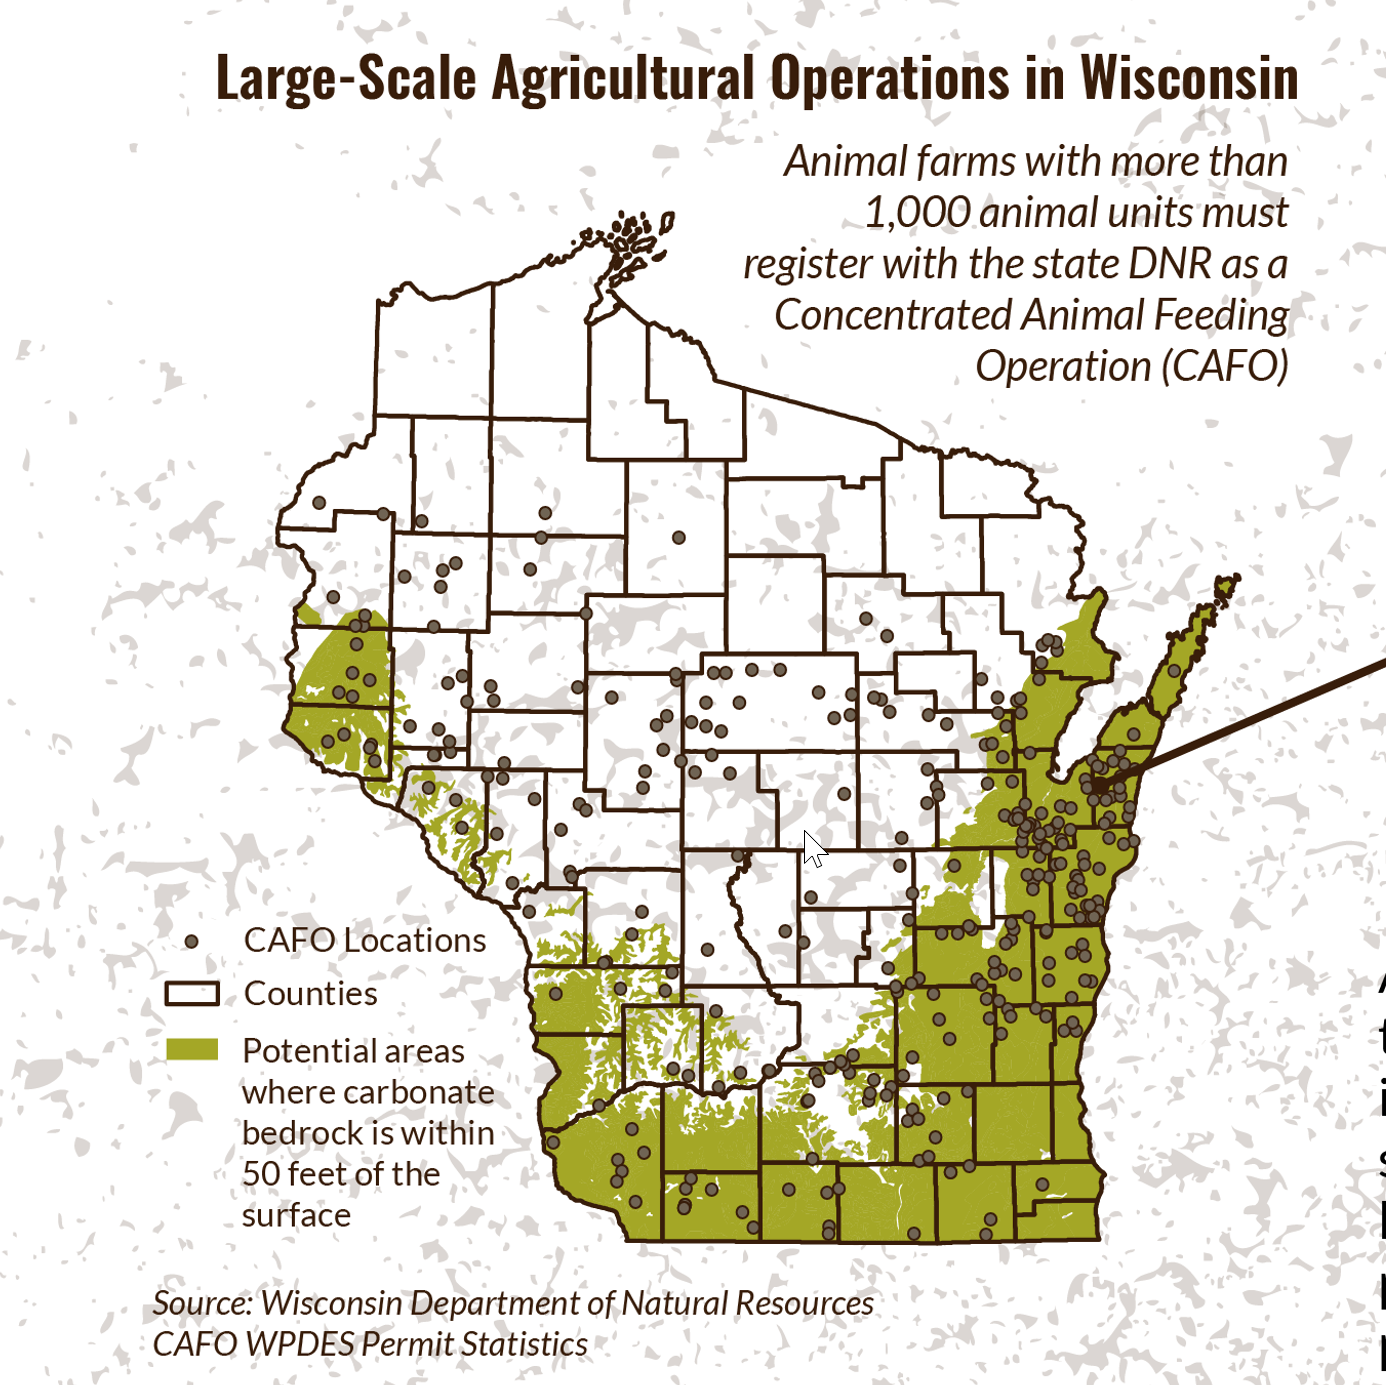 Large-Scale Agricultural Operations in Wisconsin
Animal farms with more than
1,000 animal units must
register with the state DNR as a
Concentrated Animal Feeding
Operation (CAFO)
CAFO Locations
Counties
Potential areas
where carbonate
bedrock is within
50 feet of the
surface
Source: Wisconsin Department of Natural Resources
CAFO WPDES Permit Statistics